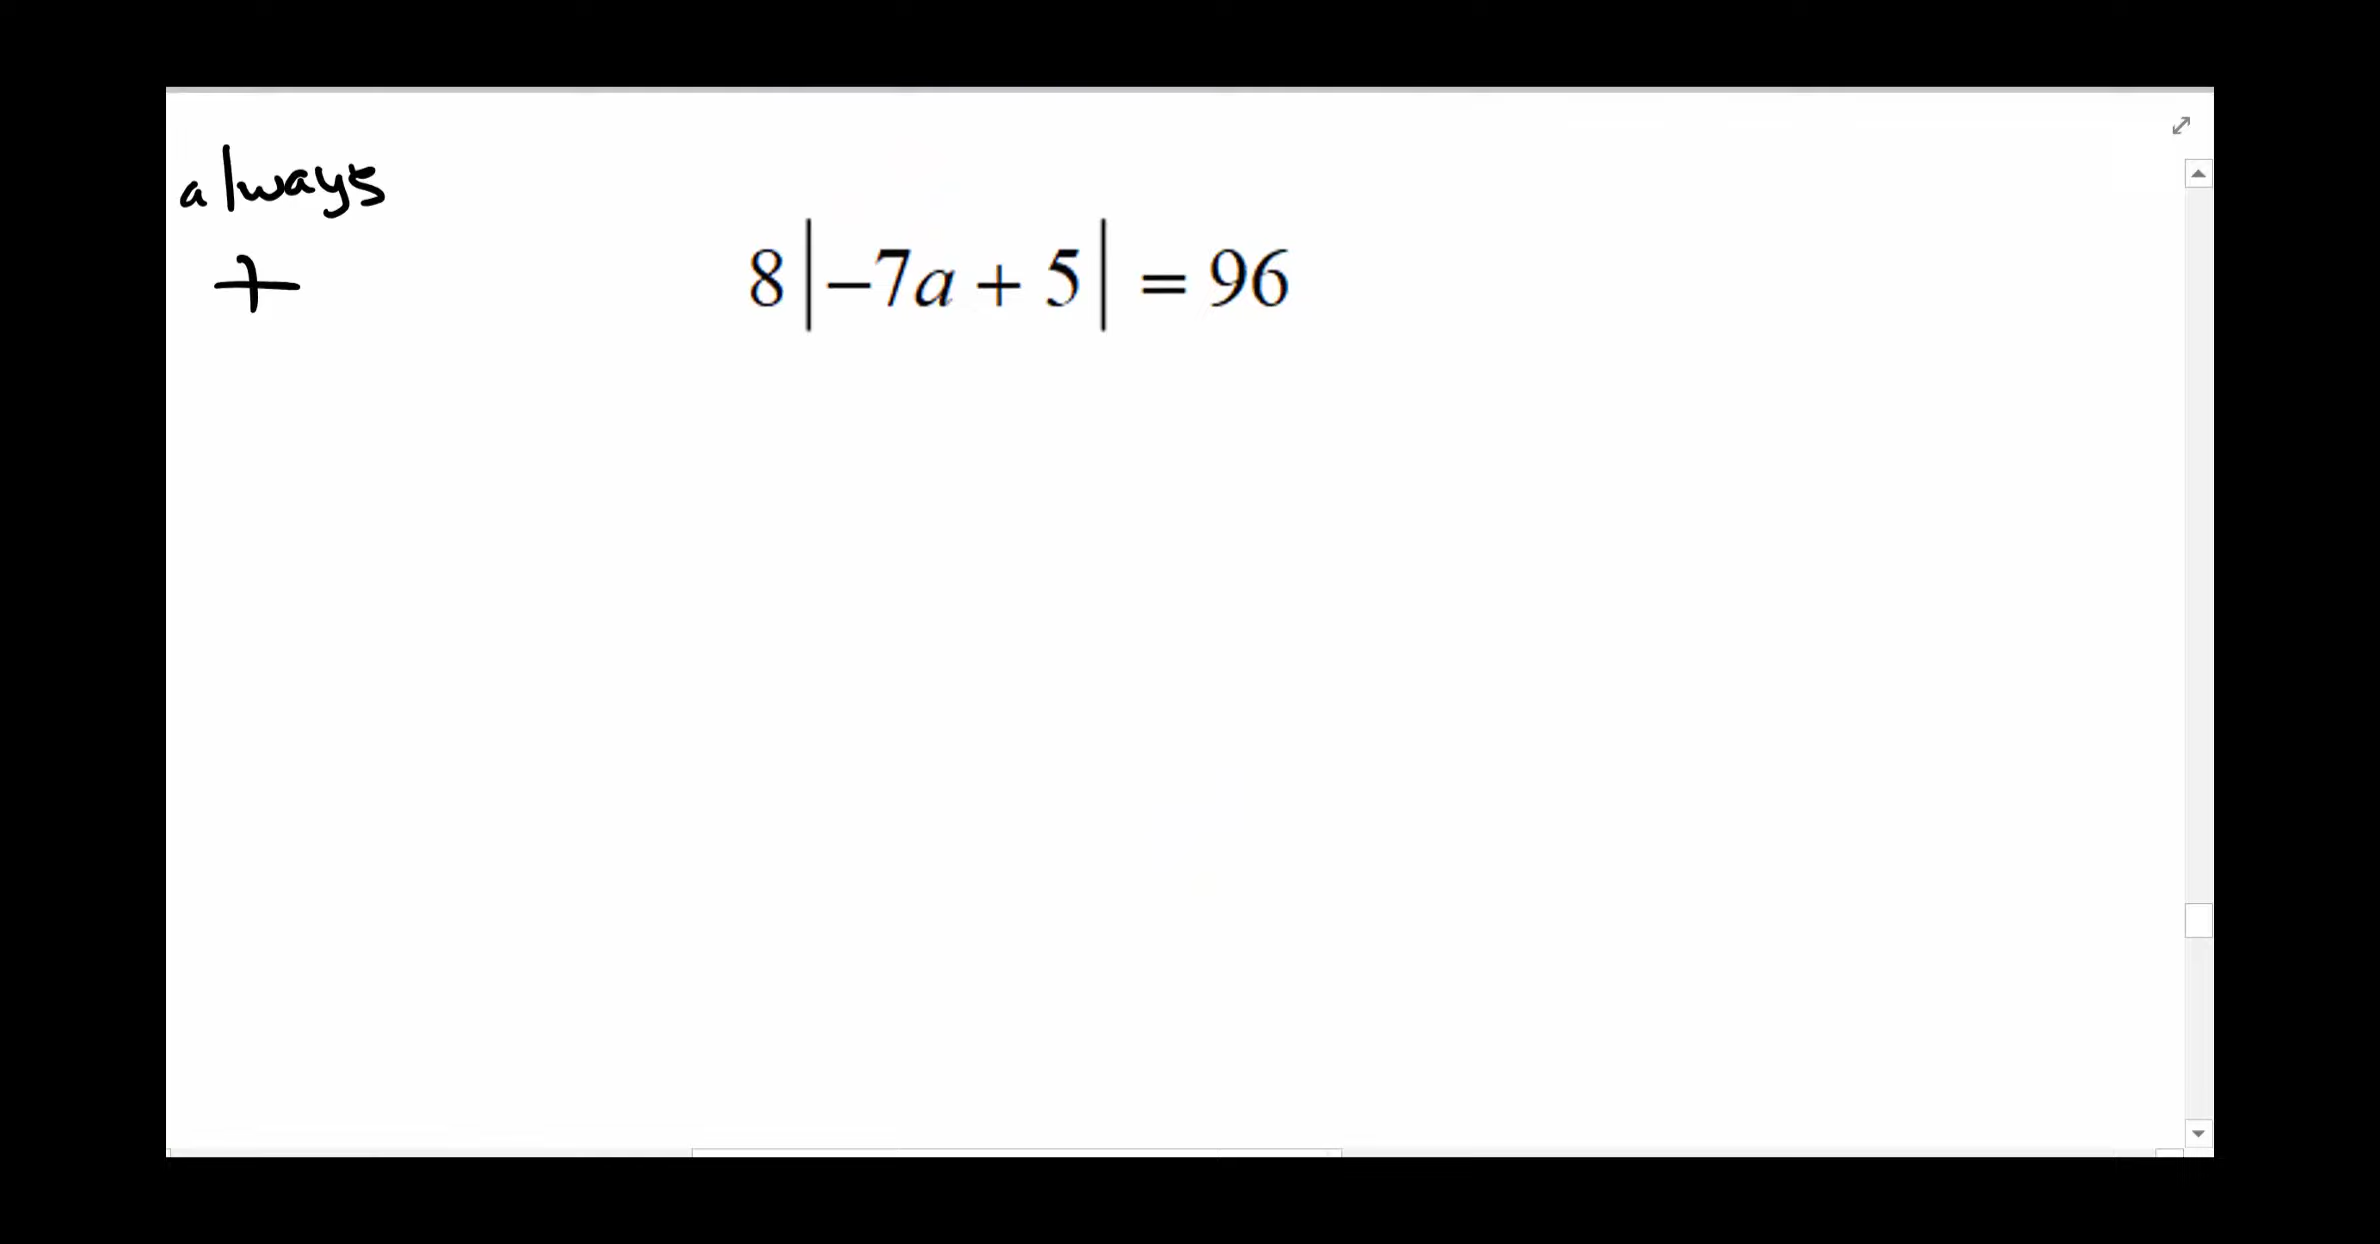 always
+
8|−7a + 5| = 96